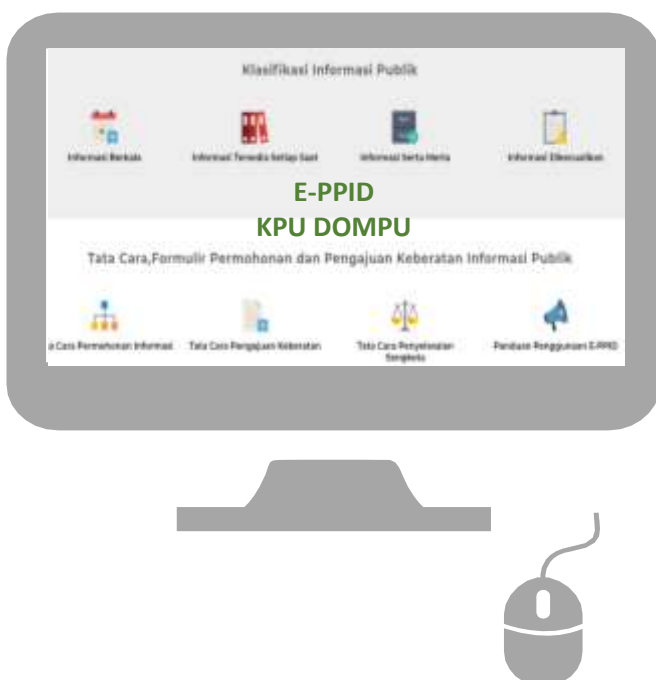 Klasifikasi Informasi Publik
Informasi Berkala
Informasi Tersedia Setiap Saat
Informasi Serta Merta
Informasi Dikecualikan
E-PPID
KPU DOMPU
Tata Cara,Formulir Permohonan dan Pengajuan Keberatan Informasi Publik
a Cara Permohonan Informasi
Tata Cara Pengajuan Keberatan
Tata Cara Penyelesaian
Sengketa
Panduan Penggunaan E-PPID